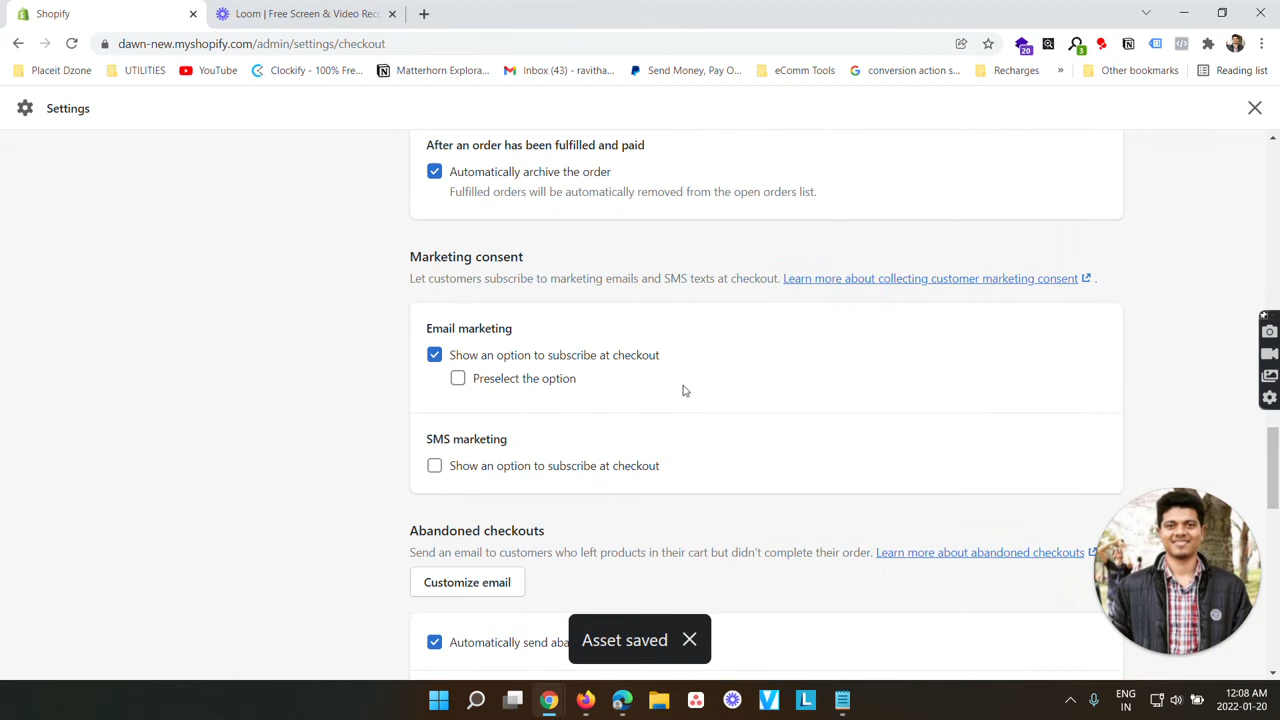 Shopify
Loom | Free Screen & Video Rec
dawn-new.myshopify.com/admin/settings/checkout
20
3
Placeit Dzone
UTILITIES
YouTube
Clockify - 100% Fre...
Matterhorn Explora...
Inbox (43) - ravitha...
Send Money, Pay O...
eComm Tools
conversion action s...
Recharges
»
Other bookmarks
Reading list
Settings
After an order has been fulfilled and paid
Automatically archive the order
Fulfilled orders will be automatically removed from the open orders list.
Marketing consent
Let customers subscribe to marketing emails and SMS texts at checkout. Learn more about collecting customer marketing consent .
Email marketing
Show an option to subscribe at checkout
Preselect the option
SMS marketing
Show an option to subscribe at checkout
Abandoned checkouts
Send an email to customers who left products in their cart but didn't complete their order. Learn more about abandoned checkouts
Customize email
Automatically send aba
Asset saved
ENG
IN
12:08 AM
2022-01-20